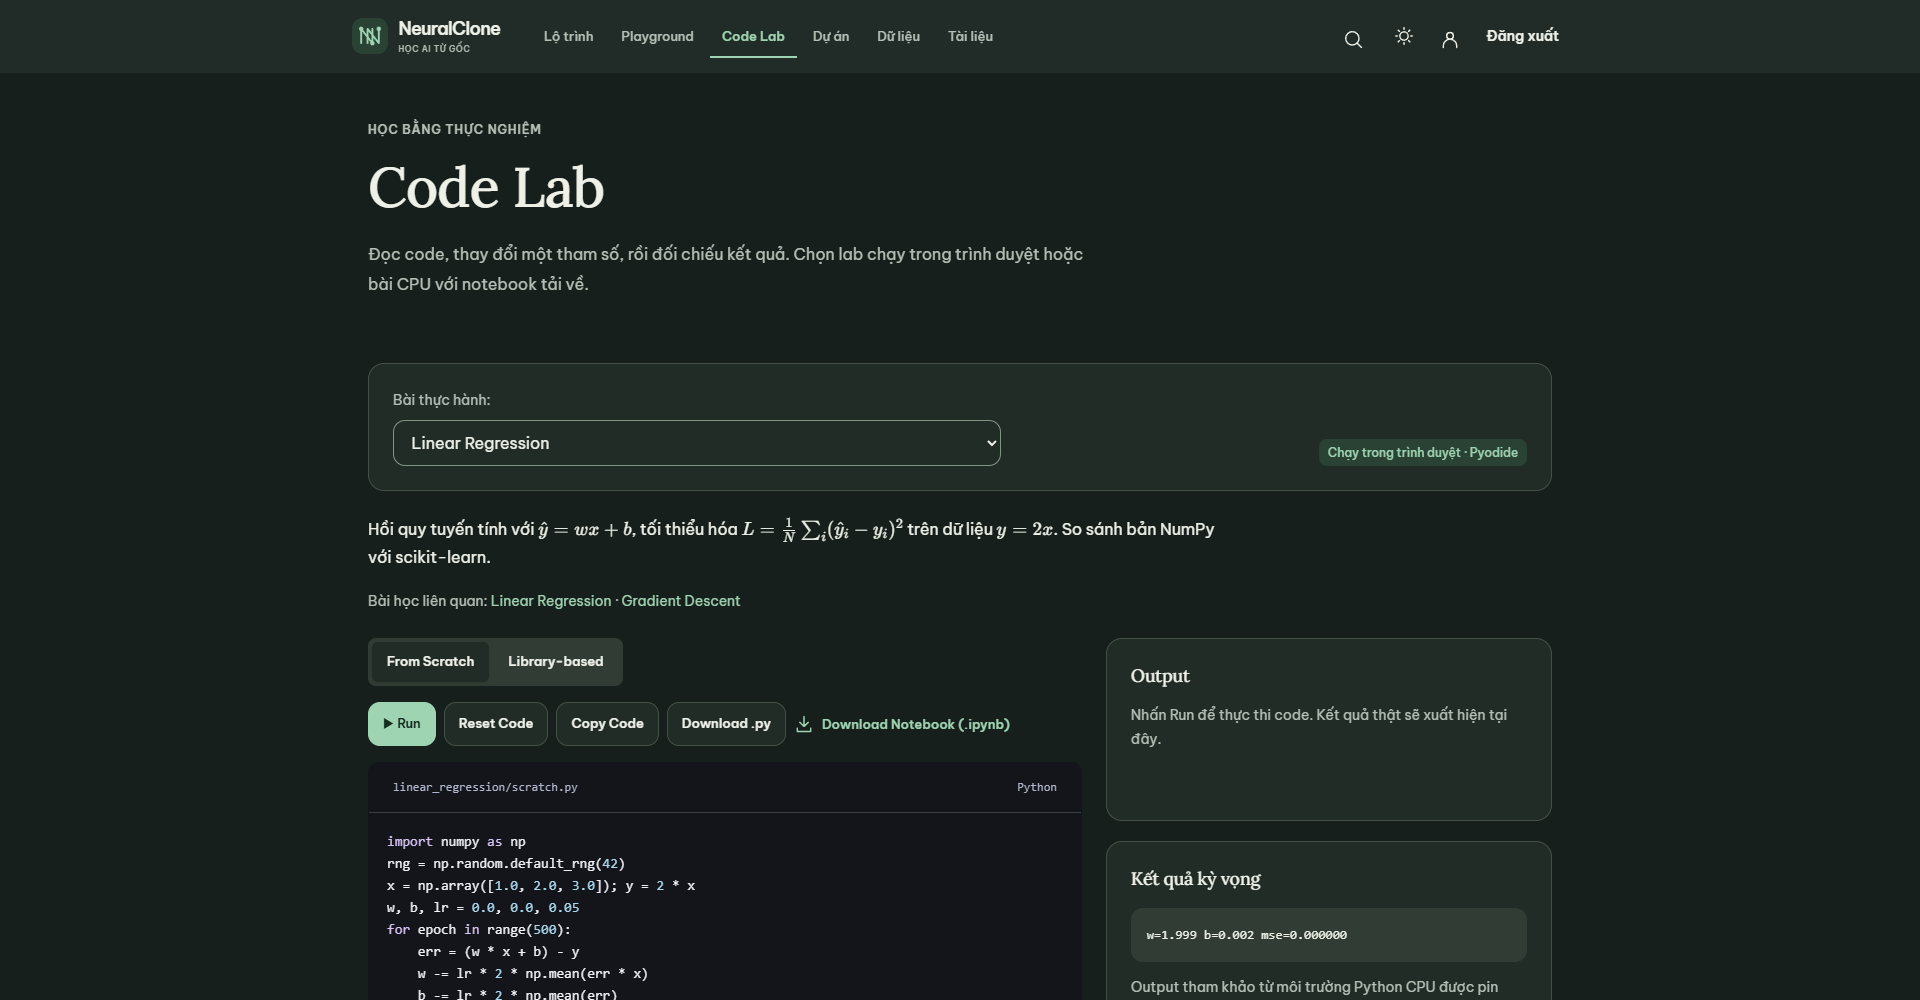 NeuralClone
HỌC AI TỪ GỐC
Lộ trình
Playground
Code Lab
Dự án
Dữ liệu
Tài liệu
Đăng xuất
HỌC BẰNG THỰC NGHIỆM
Code Lab
Đọc code, thay đổi một tham số, rồi đối chiếu kết quả. Chọn lab chạy trong trình duyệt hoặc
bài CPU với notebook tải về.
Bài thực hành:
Linear Regression
Chạy trong trình duyệt · Pyodide
Hồi quy tuyến tính với ŷ = wx + b, tối thiểu hóa L = 1/N ∑ᵢ(ŷᵢ − yᵢ)² trên dữ liệu y = 2x. So sánh bản NumPy
với scikit-learn.
Bài học liên quan: Linear Regression · Gradient Descent
From Scratch
Library-based
▶ Run
Reset Code
Copy Code
Download .py
Download Notebook (.ipynb)
linear_regression/scratch.py
Python
import numpy as np
rng = np.random.default_rng(42)
x = np.array([1.0, 2.0, 3.0]); y = 2 * x
w, b, lr = 0.0, 0.0, 0.05
for epoch in range(500):
    err = (w * x + b) - y
    w -= lr * 2 * np.mean(err * x)
    b -= lr * 2 * np.mean(err)
Output
Nhấn Run để thực thi code. Kết quả thật sẽ xuất hiện tại
đây.
Kết quả kỳ vọng
w=1.999 b=0.002 mse=0.000000
Output tham khảo từ môi trường Python CPU được pin